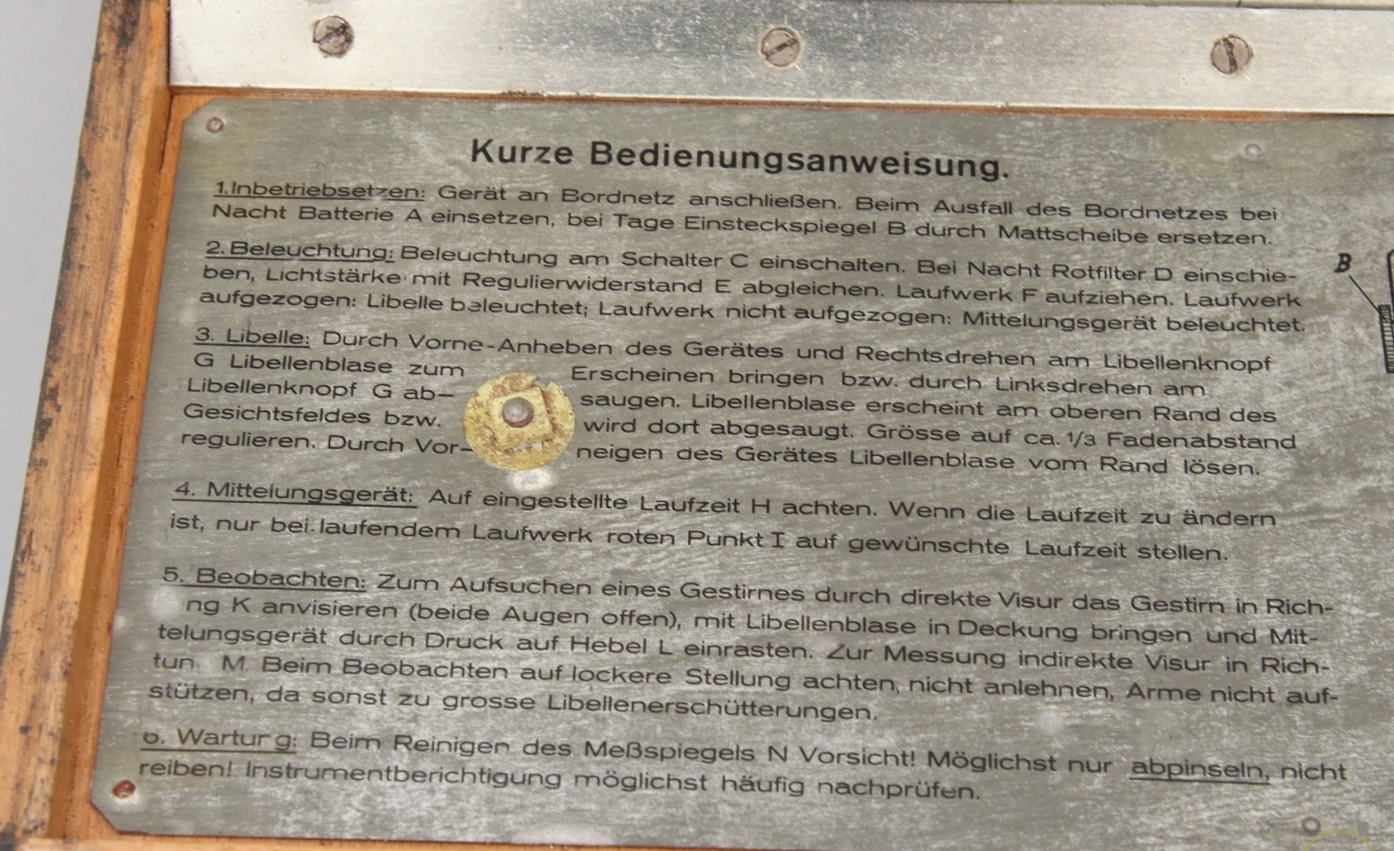 Kurze Bedienungsanweisung.
1. Inbetriebsetzen: Gerät an Bordnetz anschließen. Beim Ausfall des Bordnetzes bei
Nacht Batterie A einsetzen, bei Tage Einsteckspiegel B durch Mattscheibe ersetzen.
2. Beleuchtung: Beleuchtung am Schalter C einschalten. Bei Nacht Rotfilter D einschie-
ben, Lichtstärke mit Regulierwiderstand E abgleichen. Laufwerk F aufziehen. Laufwerk
aufgezogen: Libelle beleuchtet; Laufwerk nicht aufgezogen: Mittelungsgerät beleuchtet.
3. Libelle: Durch Vorne-Anheben des Gerätes und Rechtsdrehen am Libellenknopf
G Libellenblase zum Erscheinen bringen bzw. durch Linksdrehen am
Libellenknopf G ab- saugen. Libellenblase erscheint am oberen Rand des
Gesichtsfeldes bzw. wird dort abgesaugt. Grösse auf ca. 1/3 Fadenabstand
regulieren. Durch Vor- neigen des Gerätes Libellenblase vom Rand lösen.
4. Mittelungsgerät: Auf eingestellte Laufzeit H achten. Wenn die Laufzeit zu ändern
ist, nur bei laufendem Laufwerk roten Punkt I auf gewünschte Laufzeit stellen.
5. Beobachten: Zum Aufsuchen eines Gestirnes durch direkte Visur das Gestirn in Rich-
ng K anvisieren (beide Augen offen), mit Libellenblase in Deckung bringen und Mit-
telungsgerät durch Druck auf Hebel L einrasten. Zur Messung indirekte Visur in Rich-
tun M. Beim Beobachten auf lockere Stellung achten, nicht anlehnen, Arme nicht auf-
stützen, da sonst zu grosse Libellenerschütterungen.
6. Wartung: Beim Reinigen des Meßspiegels N Vorsicht! Möglichst nur abpinseln, nicht
reiben! Instrumentberichtigung möglichst häufig nachprüfen.
B